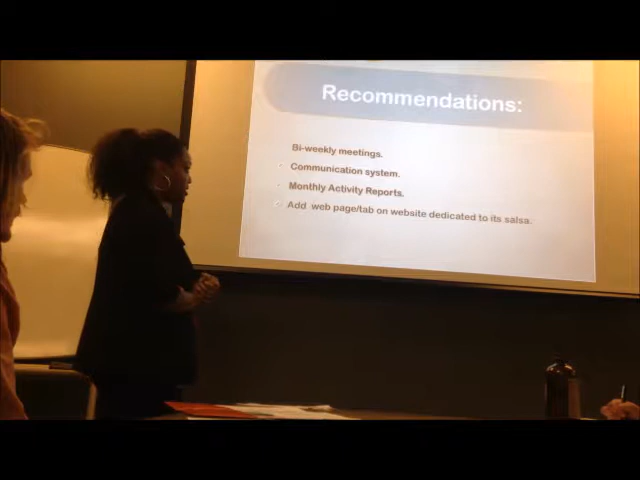 Recommendations:
Bi-weekly meetings.
Communication system.
Monthly Activity Reports.
Add web page/tab on website dedicated to its salsa.